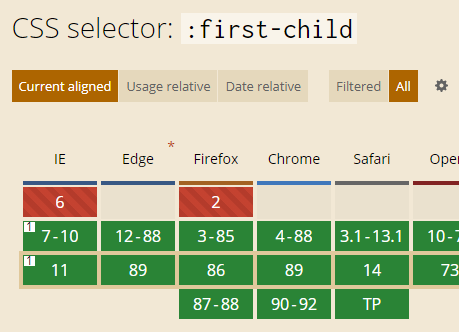 CSS selector: :first-child
Current aligned Usage relative Date relative Filtered All
*
IE Edge Firefox Chrome Safari Oper
6 2
1 7-10 12-88 3-85 4-88 3.1-13.1 10-7
1 11 89 86 89 14 73
87-88 90-92 TP